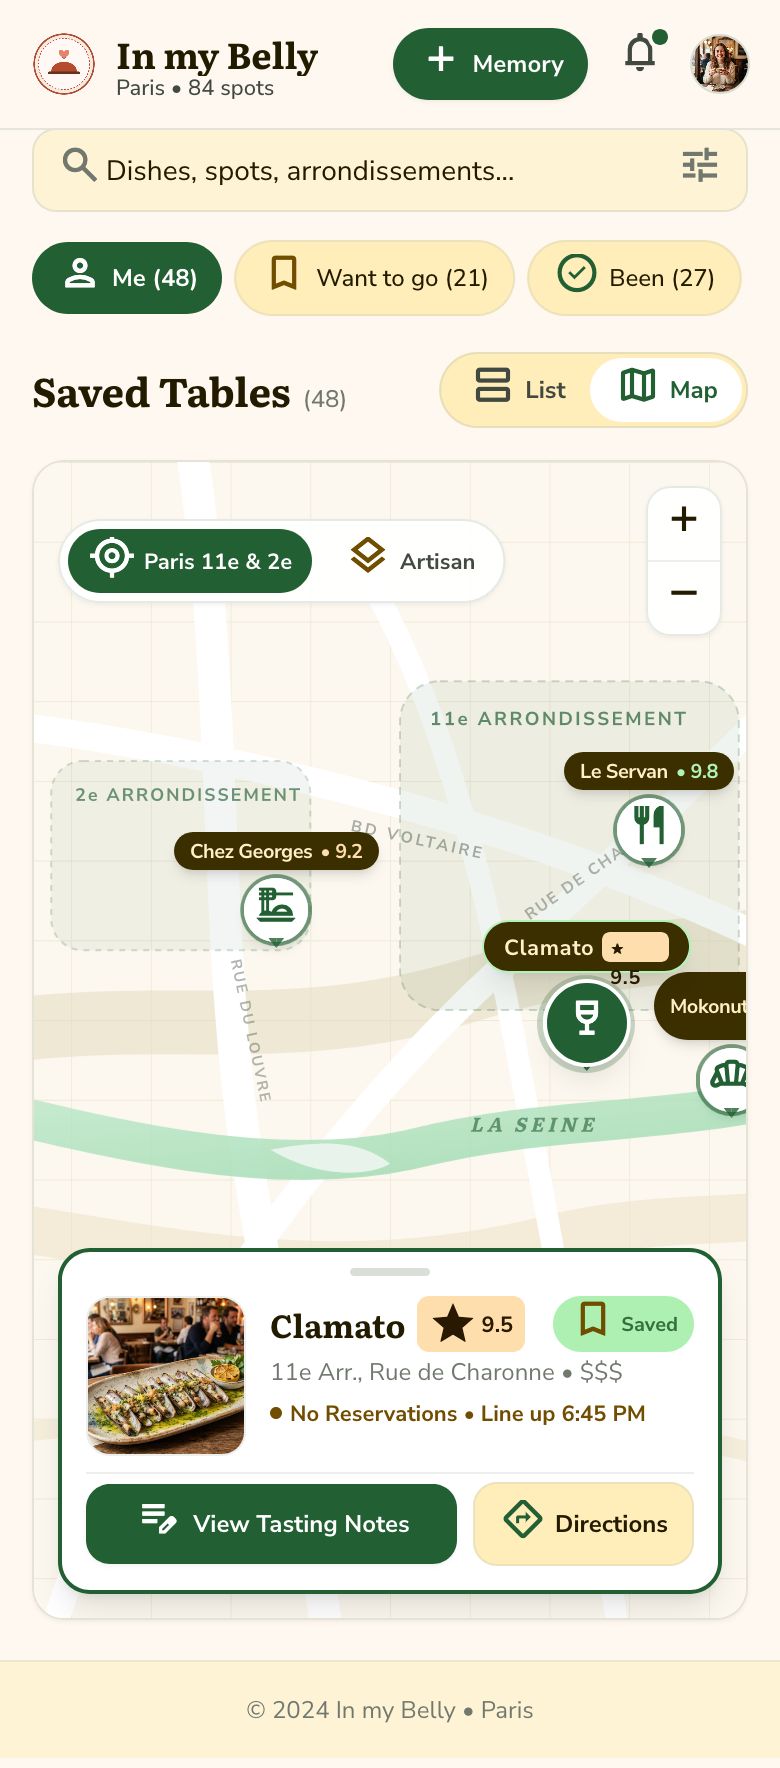 In my Belly
Paris • 84 spots
Memory
Dishes, spots, arrondissements...
Me (48)
Want to go (21)
Been (27)
Saved Tables (48)
List
Map
+
Paris 11e & 2e
Artisan
−
11e ARRONDISSEMENT
Le Servan • 9.8
2e ARRONDISSEMENT
BD VOLTAIRE
Chez Georges • 9.2
RUE DE CHA
Clamato ★
9.5
Mokonut
RUE DU LOUVRE
LA SEINE
Clamato ★ 9.5
Saved
11e Arr., Rue de Charonne • $$$
• No Reservations • Line up 6:45 PM
View Tasting Notes
Directions
© 2024 In my Belly • Paris